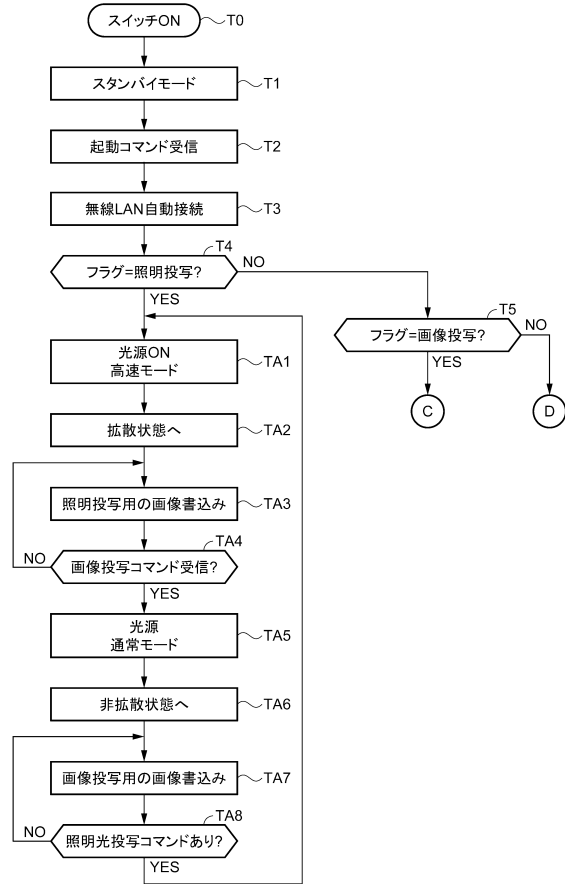 スイッチON
T0
スタンバイモード
T1
起動コマンド受信
T2
無線LAN自動接続
T3
T4
フラグ=照明投写?
NO
YES
T5
フラグ=画像投写?
NO
YES
C
D
光源ON
高速モード
TA1
拡散状態へ
TA2
照明投写用の画像書込み
TA3
TA4
画像投写コマンド受信?
NO
YES
光源
通常モード
TA5
非拡散状態へ
TA6
画像投写用の画像書込み
TA7
TA8
照明光投写コマンドあり?
NO
YES